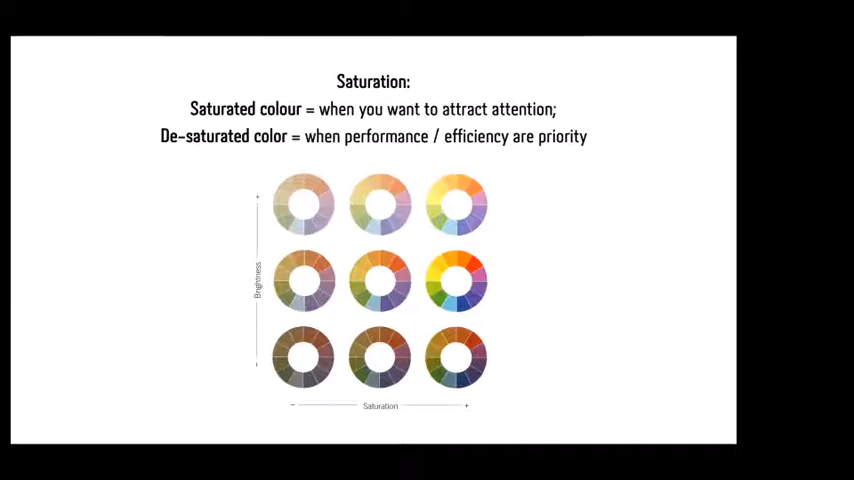 Saturation:
Saturated colour = when you want to attract attention;
De-saturated color = when performance / efficiency are priority
+
Brightness
-
- Saturation +